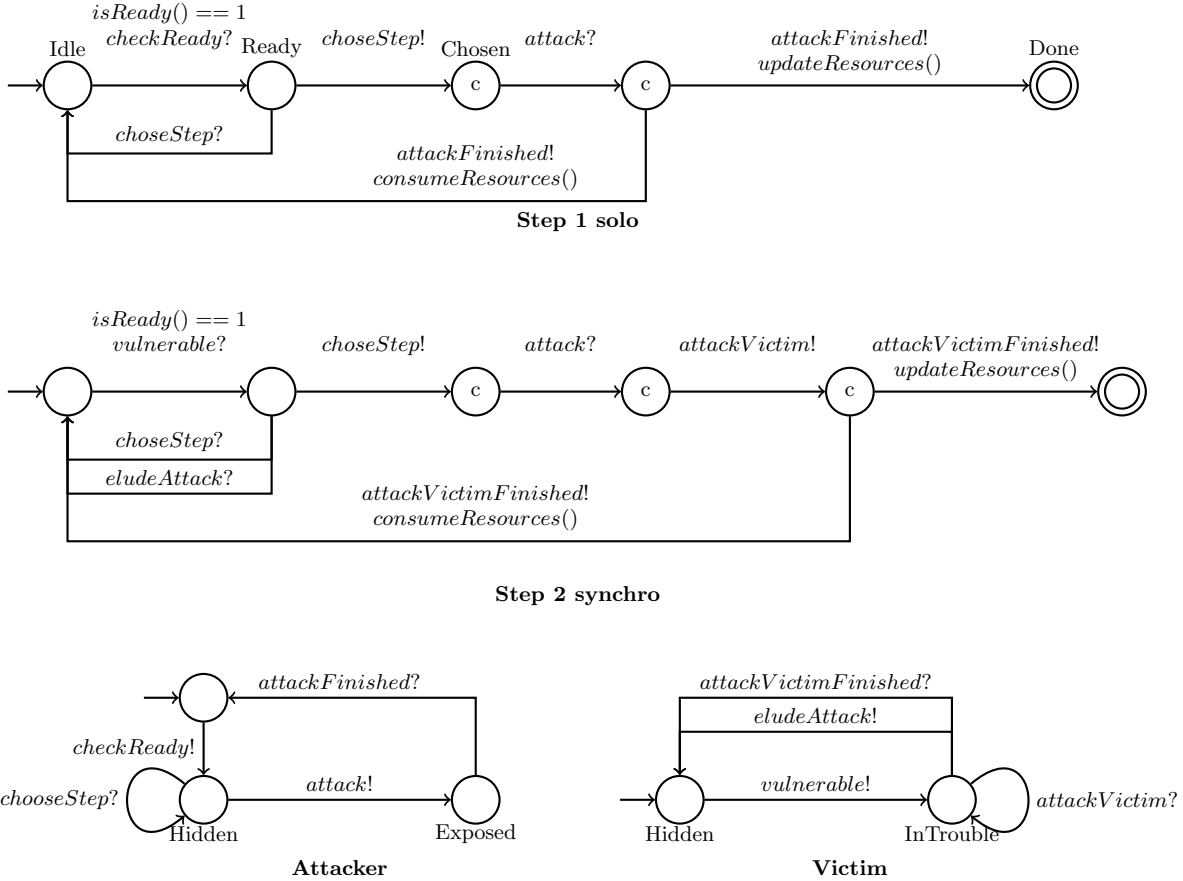 isReady() == 1
checkReady?
choseStep!
attack?
attackFinished!
updateResources()
Idle
Ready
Chosen
Done
c
c
choseStep?
attackFinished!
consumeResources()
Step 1 solo
isReady() == 1
vulnerable?
choseStep!
attack?
attackVictim!
attackVictimFinished!
updateResources()
c
c
c
choseStep?
eludeAttack?
attackVictimFinished!
consumeResources()
Step 2 synchro
attackFinished?
checkReady!
chooseStep?
attack!
Hidden
Exposed
Attacker
attackVictimFinished?
eludeAttack!
vulnerable!
attackVictim?
Hidden
InTrouble
Victim